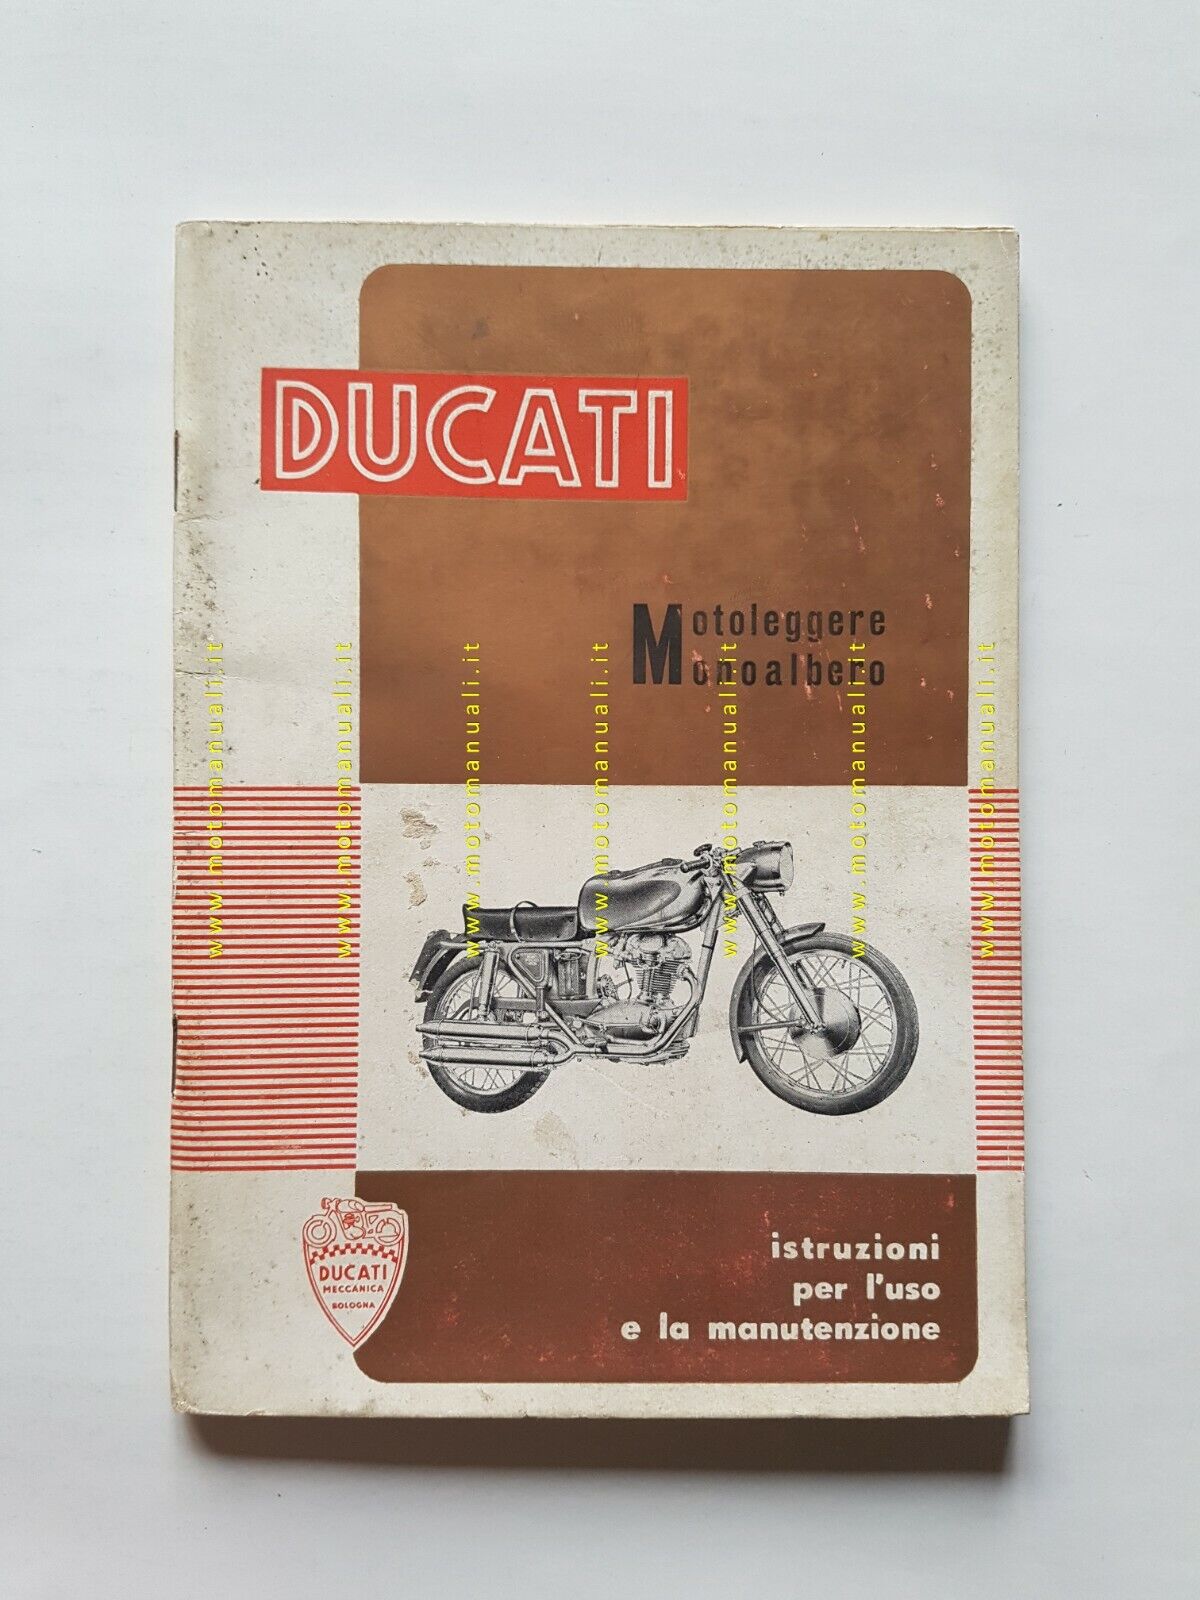 DUCATI
Motoleggere
Monoalbero
www.motomanuali.it
www.motomanuali.it
www.motomanuali.it
www.motomanuali.it
www.motomanuali.it
www.motomanuali.it
www.motomanuali.it
DUCATI
MECCANICA
BOLOGNA
istruzioni
per l'uso
e la manutenzione